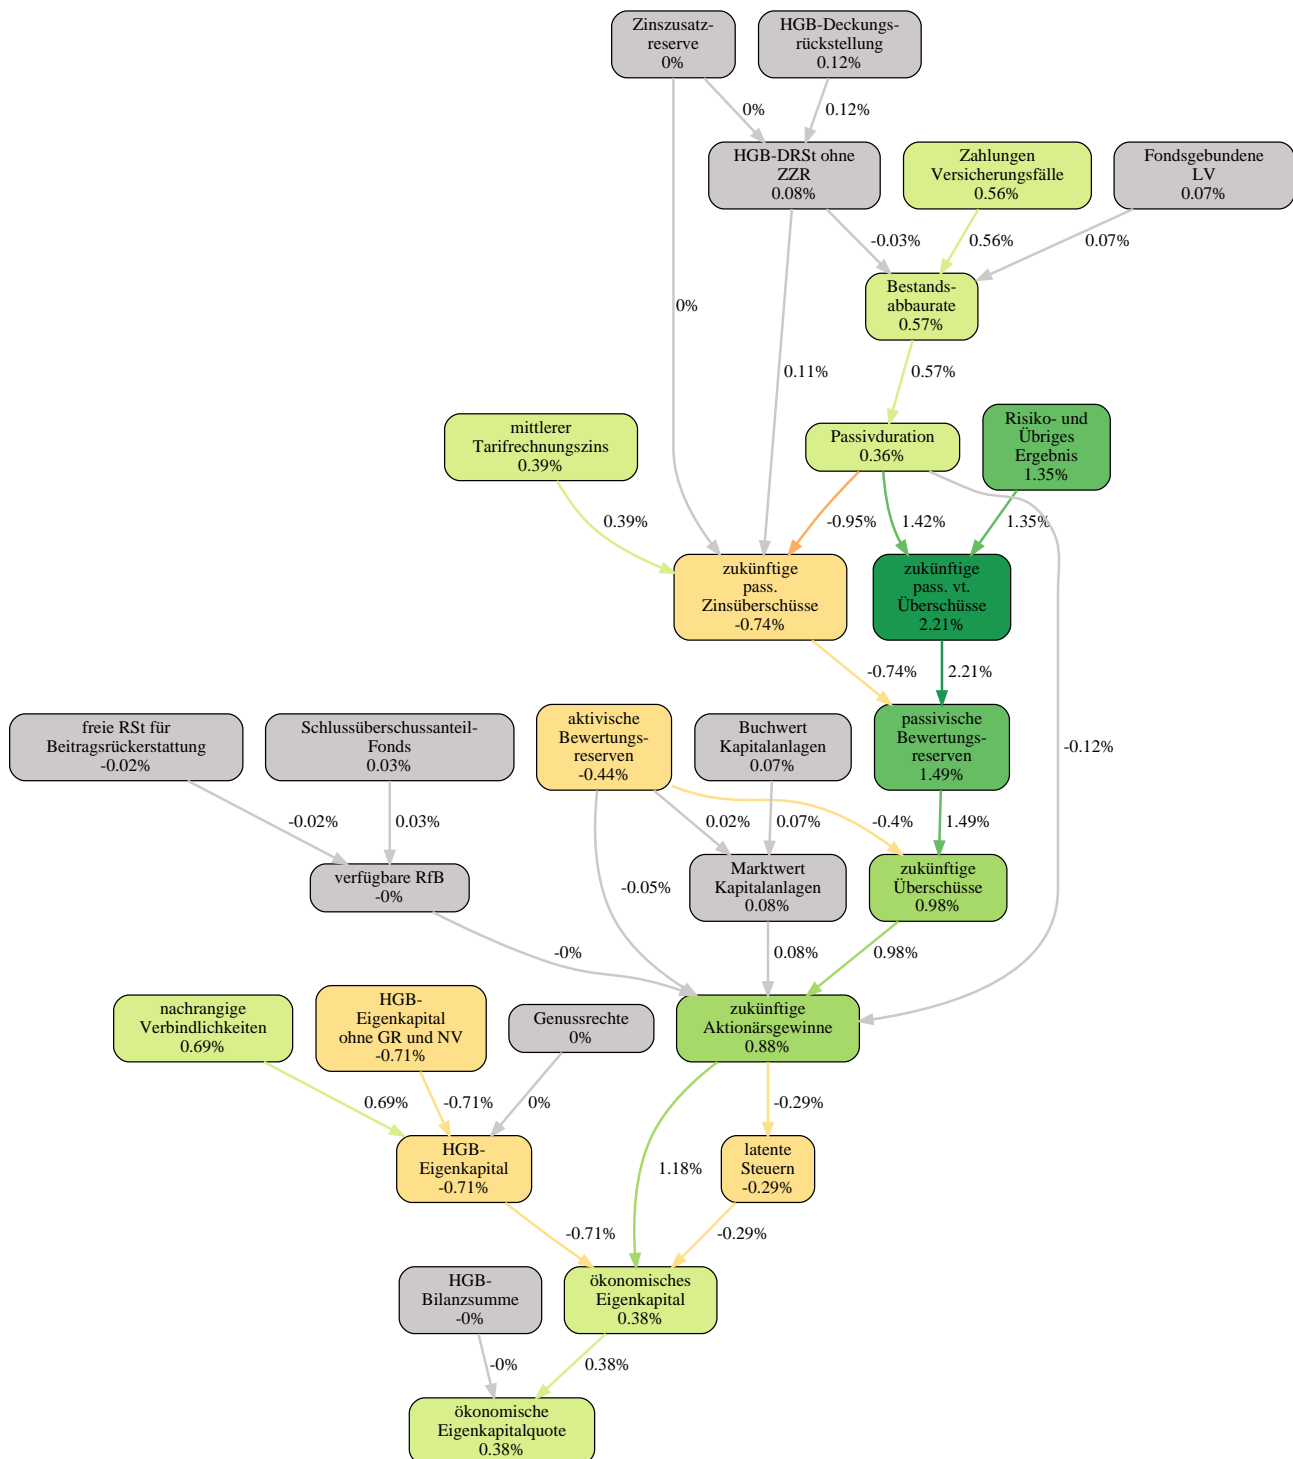 Zinszusatz-
reserve
0%
HGB-Deckungs-
rückstellung
0.12%
0%
0.12%
HGB-DRSt ohne
ZZR
0.08%
Zahlungen
Versicherungsfälle
0.56%
Fondsgebundene
LV
0.07%
-0.03%
0.56%
0.07%
Bestands-
abbaurate
0.57%
0%
0.11%
0.57%
mittlerer
Tarifrechnungszins
0.39%
Passivduration
0.36%
Risiko- und
Übriges
Ergebnis
1.35%
0.39%
-0.95%
1.42%
1.35%
zukünftige
pass.
Zinsüberschüsse
-0.74%
zukünftige
pass. vt.
Überschüsse
2.21%
-0.74%
2.21%
freie RSt für
Beitragsrückerstattung
-0.02%
Schlussüberschussanteil-
Fonds
0.03%
aktivische
Bewertungs-
reserven
-0.44%
Buchwert
Kapitalanlagen
0.07%
passivische
Bewertungs-
reserven
1.49%
-0.12%
-0.02%
0.03%
0.02%
0.07%
-0.4%
1.49%
verfügbare RfB
-0%
-0.05%
Marktwert
Kapitalanlagen
0.08%
zukünftige
Überschüsse
0.98%
-0%
0.08%
0.98%
nachrangige
Verbindlichkeiten
0.69%
HGB-
Eigenkapital
ohne GR und NV
-0.71%
Genussrechte
0%
zukünftige
Aktionärsgewinne
0.88%
0.69%
-0.71%
0%
-0.29%
HGB-
Eigenkapital
-0.71%
1.18%
latente
Steuern
-0.29%
-0.71%
-0.29%
HGB-
Bilanzsumme
-0%
ökonomisches
Eigenkapital
0.38%
-0%
0.38%
ökonomische
Eigenkapitalquote
0.38%